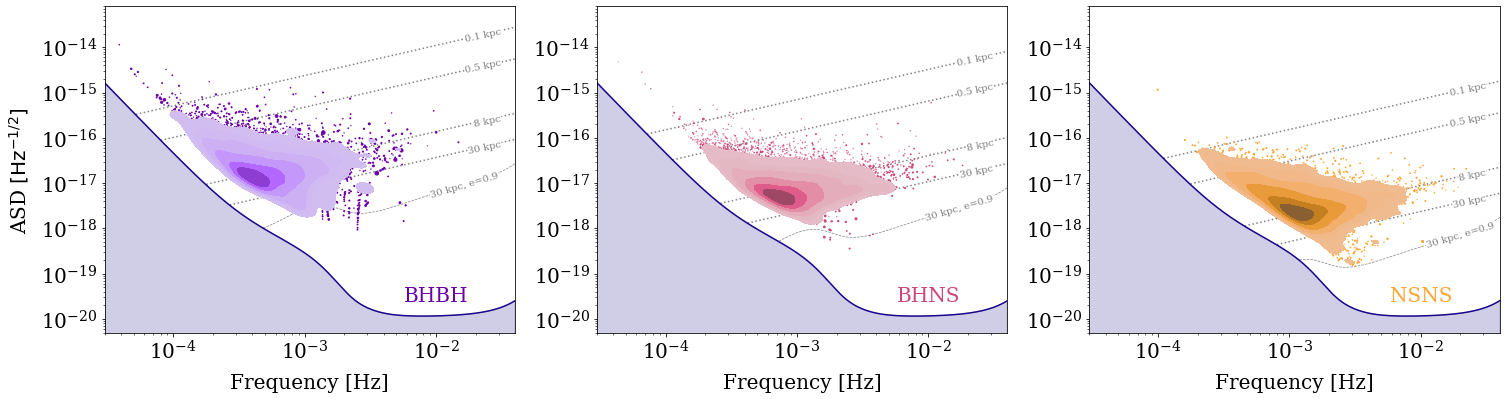 ASD [Hz⁻¹/²]
10⁻¹⁴
10⁻¹⁵
10⁻¹⁶
10⁻¹⁷
10⁻¹⁸
10⁻¹⁹
10⁻²⁰
0.1 kpc
0.5 kpc
8 kpc
30 kpc
30 kpc, e=0.9
BHBH
10⁻⁴
10⁻³
10⁻²
Frequency [Hz]
10⁻¹⁴
10⁻¹⁵
10⁻¹⁶
10⁻¹⁷
10⁻¹⁸
10⁻¹⁹
10⁻²⁰
0.1 kpc
0.5 kpc
8 kpc
30 kpc
30 kpc, e=0.9
BHNS
10⁻⁴
10⁻³
10⁻²
Frequency [Hz]
10⁻¹⁴
10⁻¹⁵
10⁻¹⁶
10⁻¹⁷
10⁻¹⁸
10⁻¹⁹
10⁻²⁰
0.1 kpc
0.5 kpc
8 kpc
30 kpc
30 kpc, e=0.9
NSNS
10⁻⁴
10⁻³
10⁻²
Frequency [Hz]